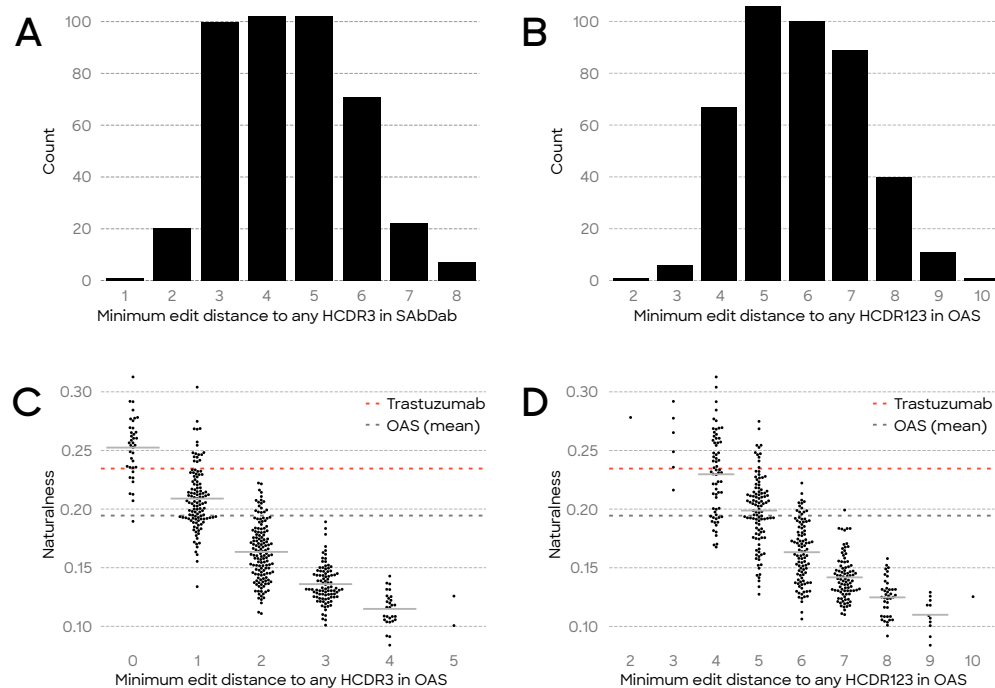 A
Count
100
80
60
40
20
0
1 2 3 4 5 6 7 8
Minimum edit distance to any HCDR3 in SAbDab
B
Count
100
80
60
40
20
0
2 3 4 5 6 7 8 9 10
Minimum edit distance to any HCDR123 in OAS
C
Naturalness
0.30
0.25
0.20
0.15
0.10
Trastuzumab
OAS (mean)
0 1 2 3 4 5
Minimum edit distance to any HCDR3 in OAS
D
Naturalness
0.30
0.25
0.20
0.15
0.10
Trastuzumab
OAS (mean)
2 3 4 5 6 7 8 9 10
Minimum edit distance to any HCDR123 in OAS